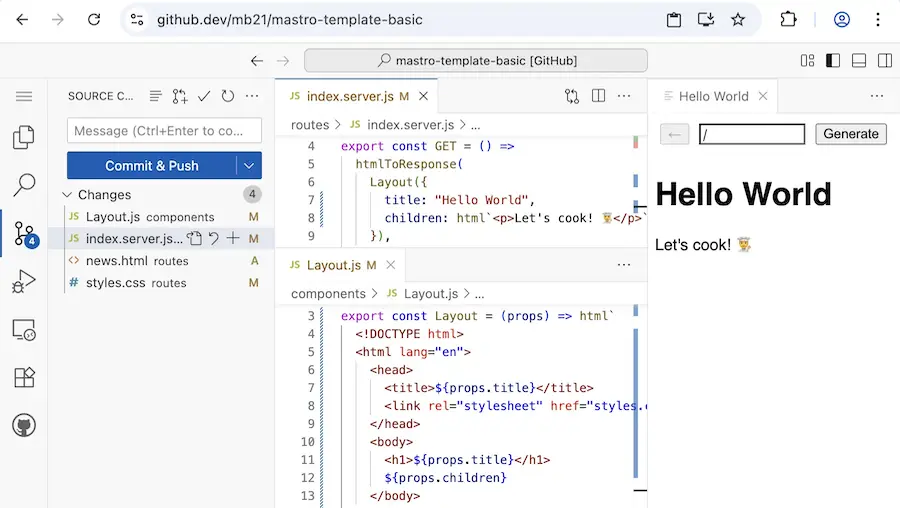 github.dev/mb21/mastro-template-basic
mastro-template-basic [GitHub]
SOURCE C...
Message (Ctrl+Enter to co...
Commit & Push
Changes 4
JS Layout.js components M
JS index.server.js... M
<> news.html routes A
# styles.css routes M
4
JS index.server.js M
routes > JS index.server.js > ...
4 export const GET = () =>
5 htmlToResponse(
6 Layout({
7 title: "Hello World",
8 children: html`<p>Let's cook! 👨‍🍳</p>`
9 }),
JS Layout.js M
components > JS Layout.js > ...
3 export const Layout = (props) => html`
4 <!DOCTYPE html>
5 <html lang="en">
6 <head>
7 <title>${props.title}</title>
8 <link rel="stylesheet" href="styles.
9 </head>
10 <body>
11 <h1>${props.title}</h1>
12 ${props.children}
13 </body>
Hello World
/ Generate
Hello World
Let's cook! 👨‍🍳